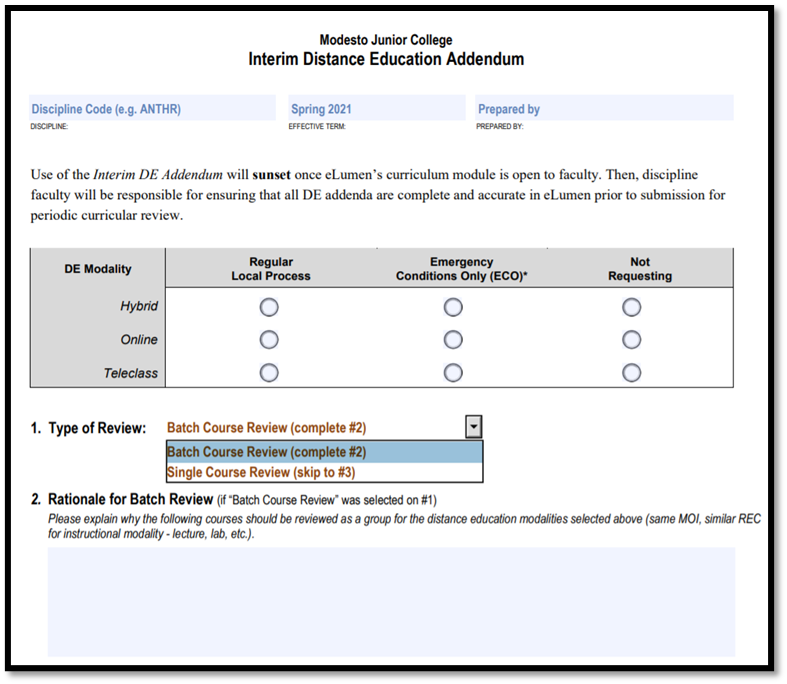 Modesto Junior College
Interim Distance Education Addendum
Discipline Code (e.g. ANTHR) Spring 2021 Prepared by
DISCIPLINE: EFFECTIVE TERM: PREPARED BY:
Use of the Interim DE Addendum will sunset once eLumen’s curriculum module is open to faculty. Then, discipline
faculty will be responsible for ensuring that all DE addenda are complete and accurate in eLumen prior to submission for
periodic curricular review.
DE Modality
Regular
Local Process
Emergency
Conditions Only (ECO)*
Not
Requesting
Hybrid
Online
Teleclass
1. Type of Review: Batch Course Review (complete #2)
Batch Course Review (complete #2)
Single Course Review (skip to #3)
2. Rationale for Batch Review (if “Batch Course Review” was selected on #1)
Please explain why the following courses should be reviewed as a group for the distance education modalities selected above (same MOI, similar REC
for instructional modality - lecture, lab, etc.).